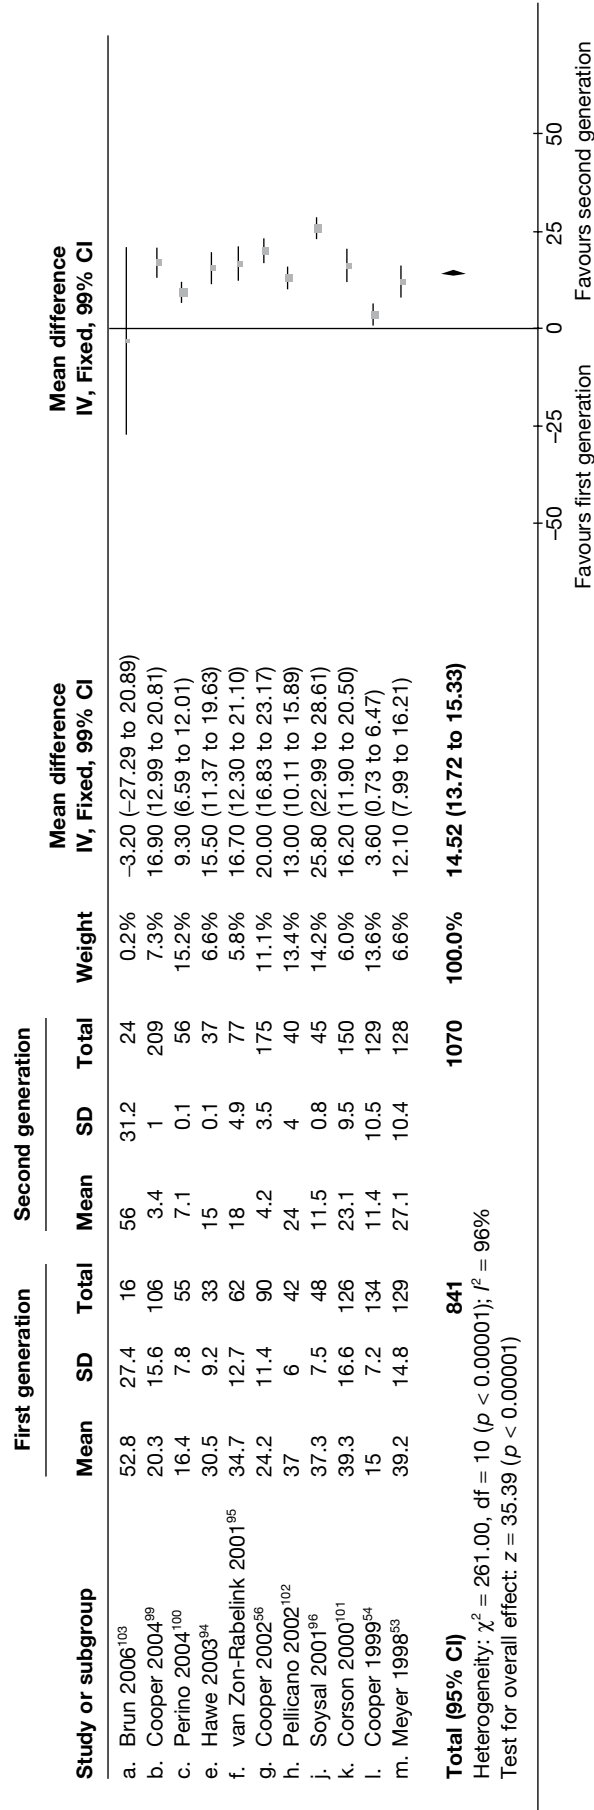 First generation Second generation Mean difference Mean difference
Study or subgroup Mean SD Total Mean SD Total Weight IV, Fixed, 99% CI IV, Fixed, 99% CI
a. Brun 2006103 52.8 27.4 16 56 31.2 24 0.2% –3.20 (–27.29 to 20.89)
b. Cooper 200499 20.3 15.6 106 3.4 1 209 7.3% 16.90 (12.99 to 20.81)
c. Perino 2004100 16.4 7.8 55 7.1 0.1 56 15.2% 9.30 (6.59 to 12.01)
e. Hawe 200394 30.5 9.2 33 15 0.1 37 6.6% 15.50 (11.37 to 19.63)
f. van Zon-Rabelink 200195 34.7 12.7 62 18 4.9 77 5.8% 16.70 (12.30 to 21.10)
g. Cooper 200256 24.2 11.4 90 4.2 3.5 175 11.1% 20.00 (16.83 to 23.17)
h. Pellicano 2002102 37 6 42 24 4 40 13.4% 13.00 (10.11 to 15.89)
j. Soysal 200196 37.3 7.5 48 11.5 0.8 45 14.2% 25.80 (22.99 to 28.61)
k. Corson 2000101 39.3 16.6 126 23.1 9.5 150 6.0% 16.20 (11.90 to 20.50)
l. Cooper 199954 15 7.2 134 11.4 10.5 129 13.6% 3.60 (0.73 to 6.47)
m. Meyer 199853 39.2 14.8 129 27.1 10.4 128 6.6% 12.10 (7.99 to 16.21)
Total (95% CI) 841 1070 100.0% 14.52 (13.72 to 15.33)
Heterogeneity: χ2 = 261.00, df = 10 (p < 0.00001); I2 = 96%
Test for overall effect: z = 35.39 (p < 0.00001)
–50 –25 0 25 50
Favours first generation Favours second generation